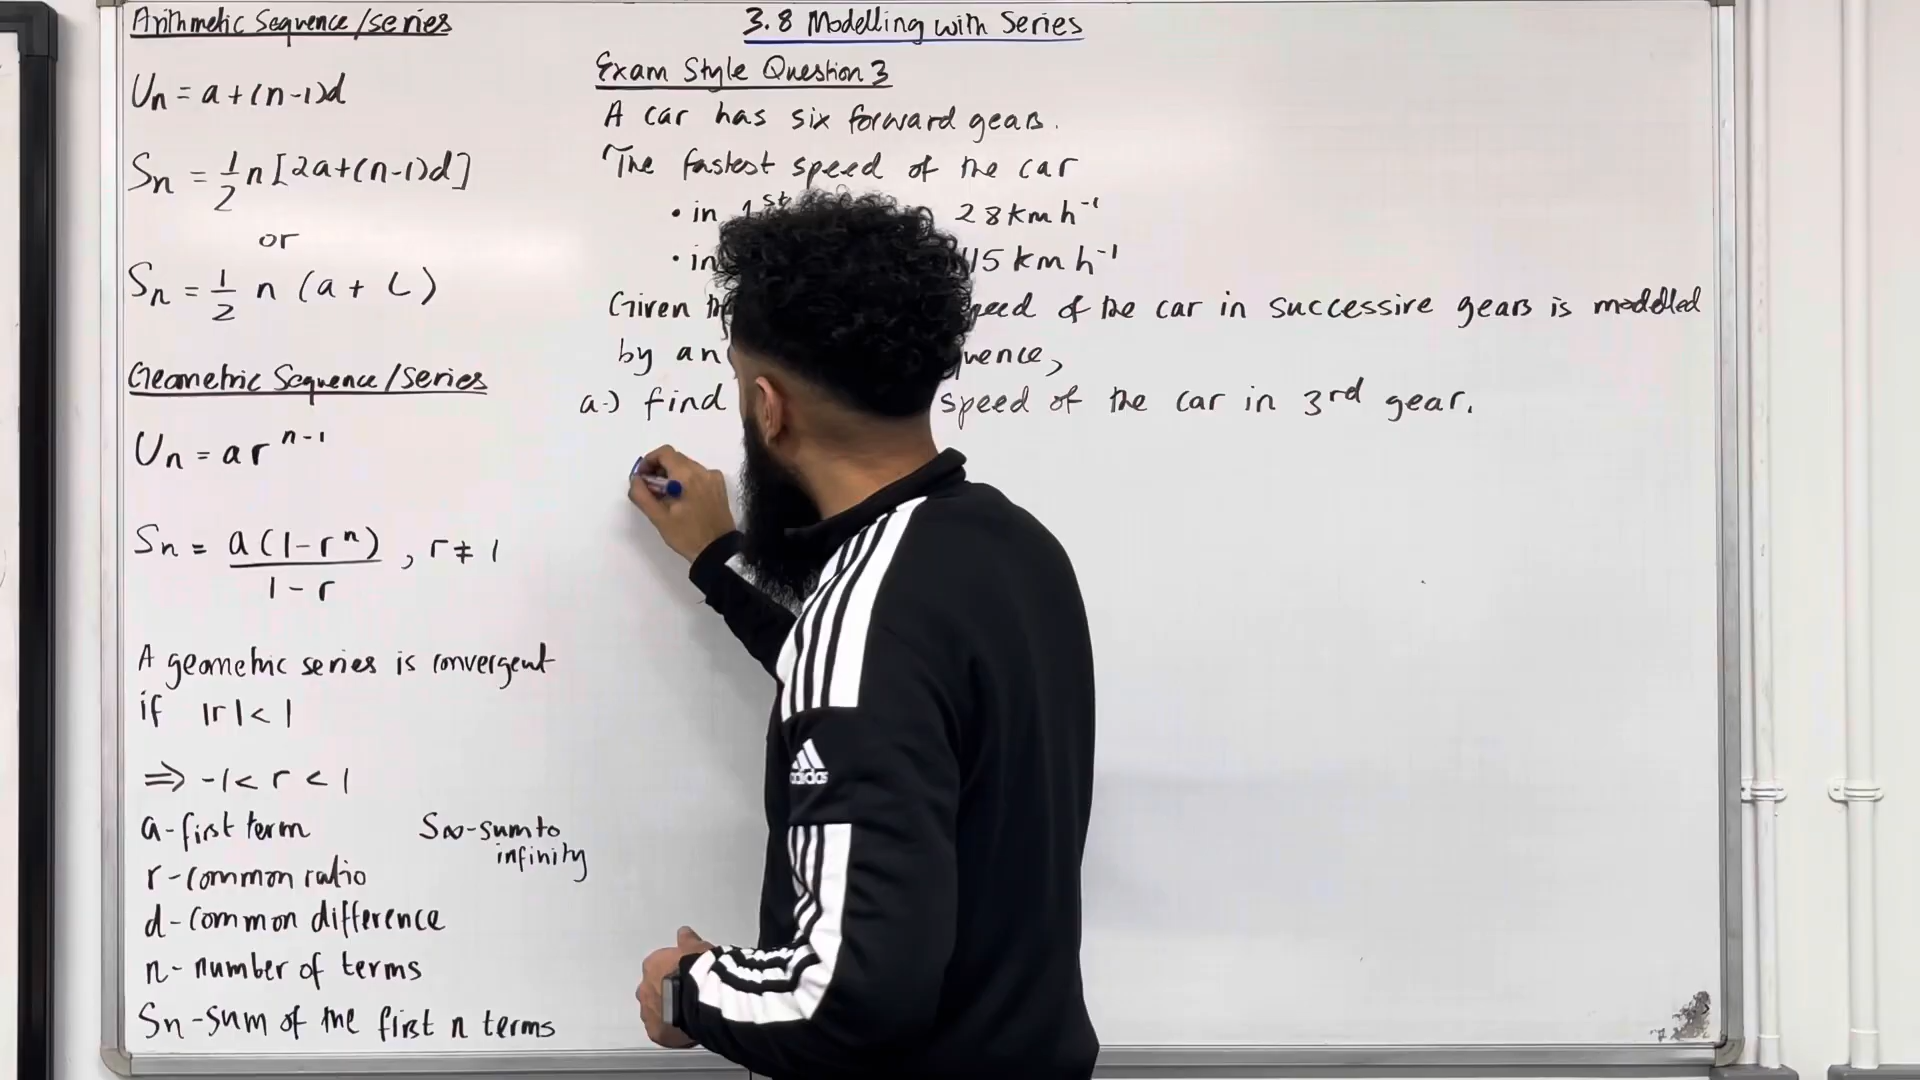 Arithmetic Sequence/series
Un = a+(n-1)d
Sn = 1/2 n[2a+(n-1)d]
or
Sn = 1/2 n (a + L)
Geometric Sequence/series
Un = ar^(n-1)
Sn = a(1-r^n)/(1-r), r≠1
A geometric series is convergent
if |r|<1
⇒ -1< r <1
a-first term
r-common ratio
d-common difference
n-number of terms
Sn-sum of the first n terms
S∞-sum to
infinity
3.8 Modelling with Series
Exam Style Question 3
A car has six forward gears.
The fastest speed of the car
• in 1st 28 km h⁻¹
• in 115 km h⁻¹
Given speed of the car in successive gears is modelled
by an
a.) find speed of the car in 3rd gear.
adidas